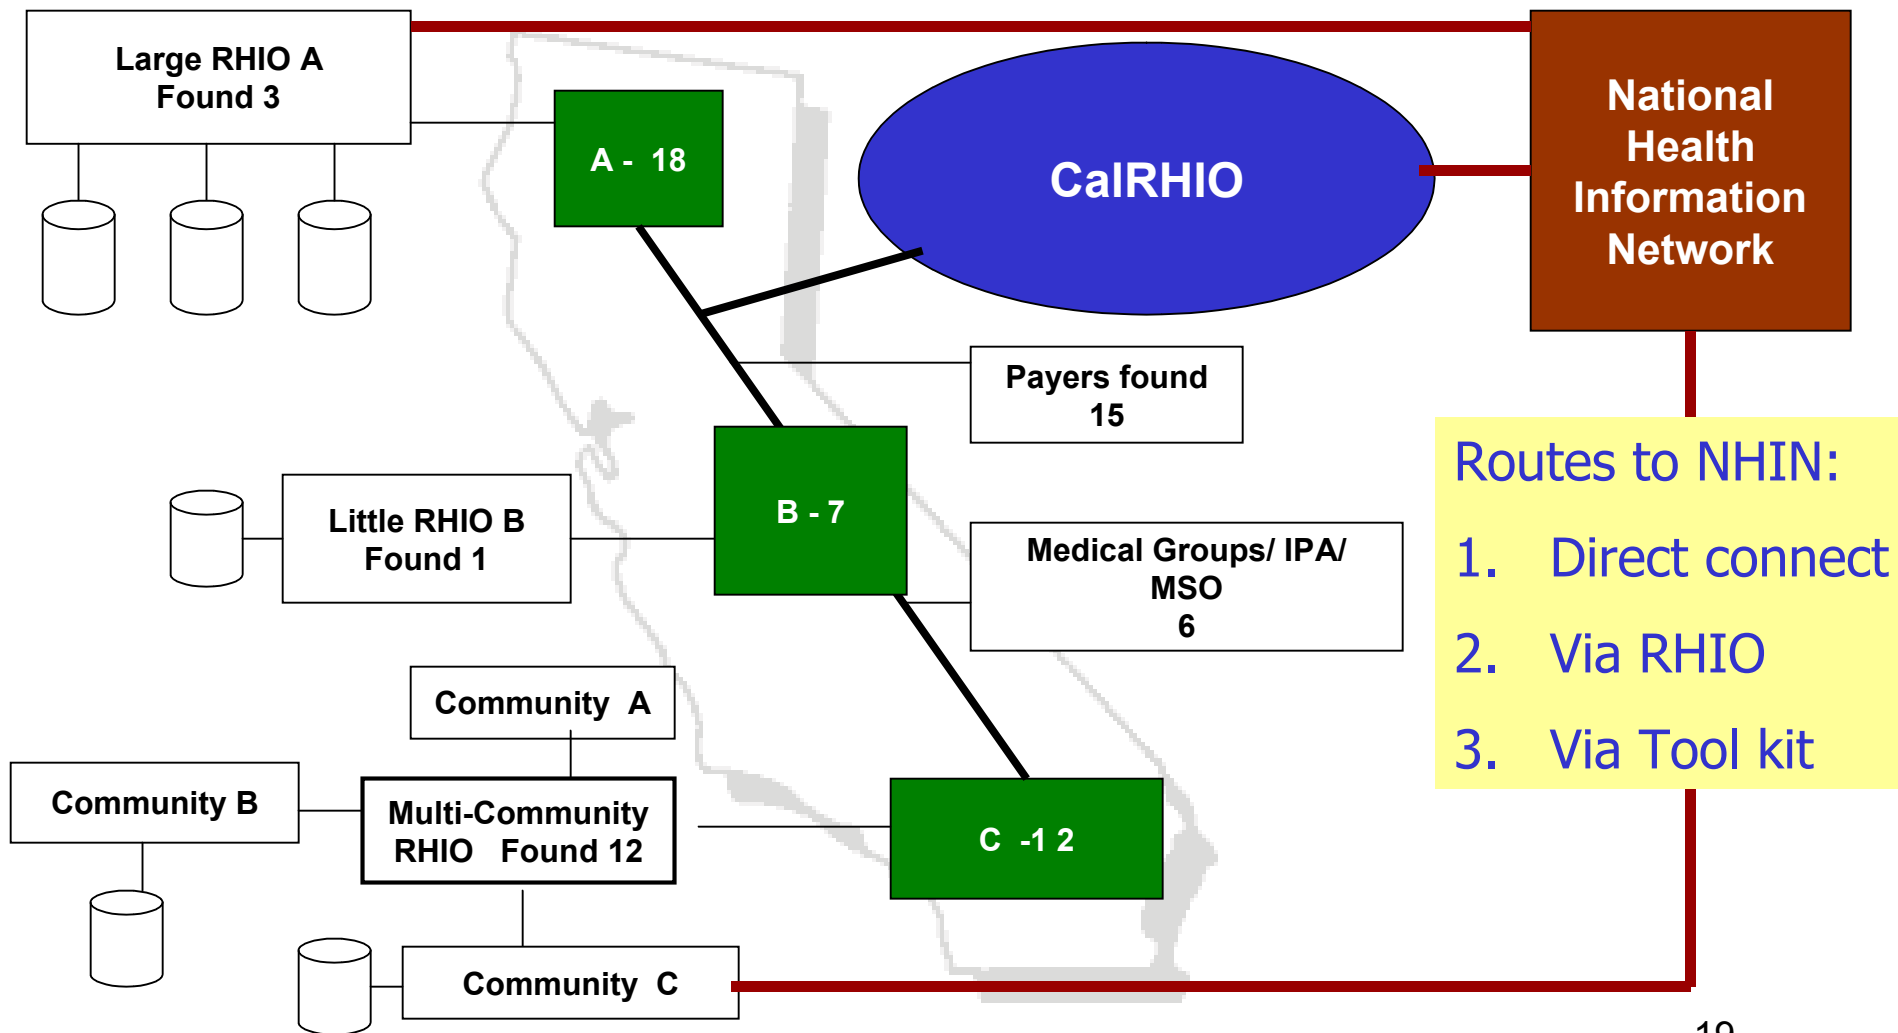 Large RHIO A
Found 3
A - 18
CalRHIO
National
Health
Information
Network
Payers found
15
B - 7
Little RHIO B
Found 1
Medical Groups/ IPA/
MSO
6
Routes to NHIN:
1. Direct connect
2. Via RHIO
3. Via Tool kit
Community A
Community B
Multi-Community
RHIO Found 12
C -1 2
Community C
19